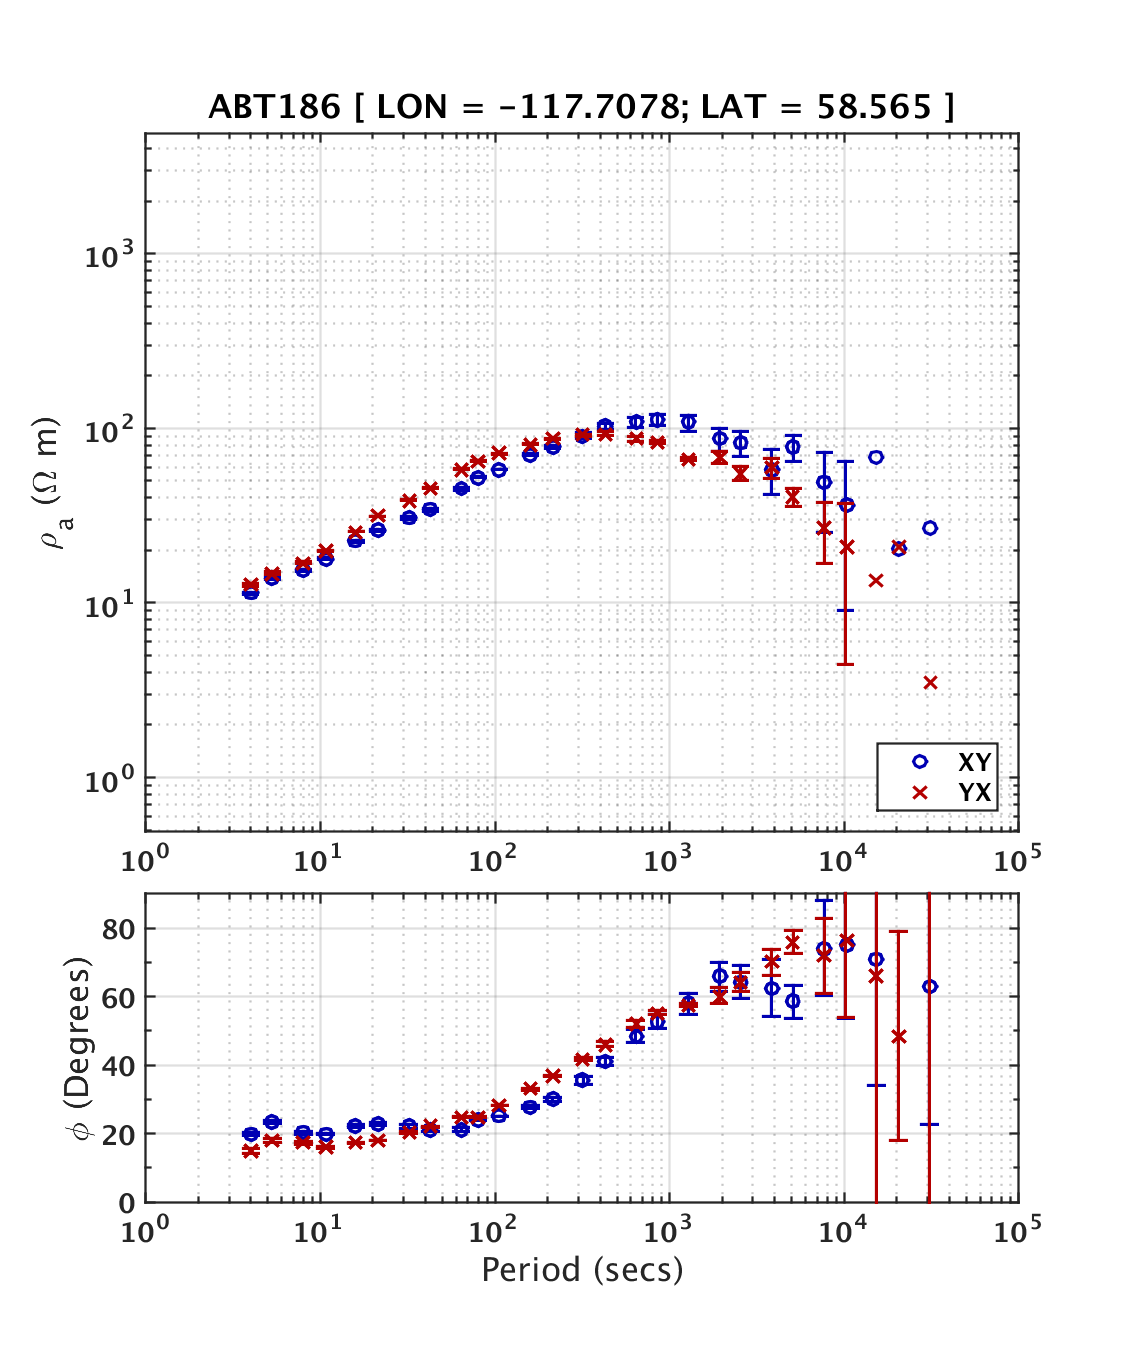 ABT186 [ LON = -117.7078; LAT = 58.565 ]
10³
10²
10¹
10⁰
ρₐ (Ω m)
XY
YX
10⁰ 10¹ 10² 10³ 10⁴ 10⁵
80
60
40
20
0
ϕ (Degrees)
10⁰ 10¹ 10² 10³ 10⁴ 10⁵
Period (secs)